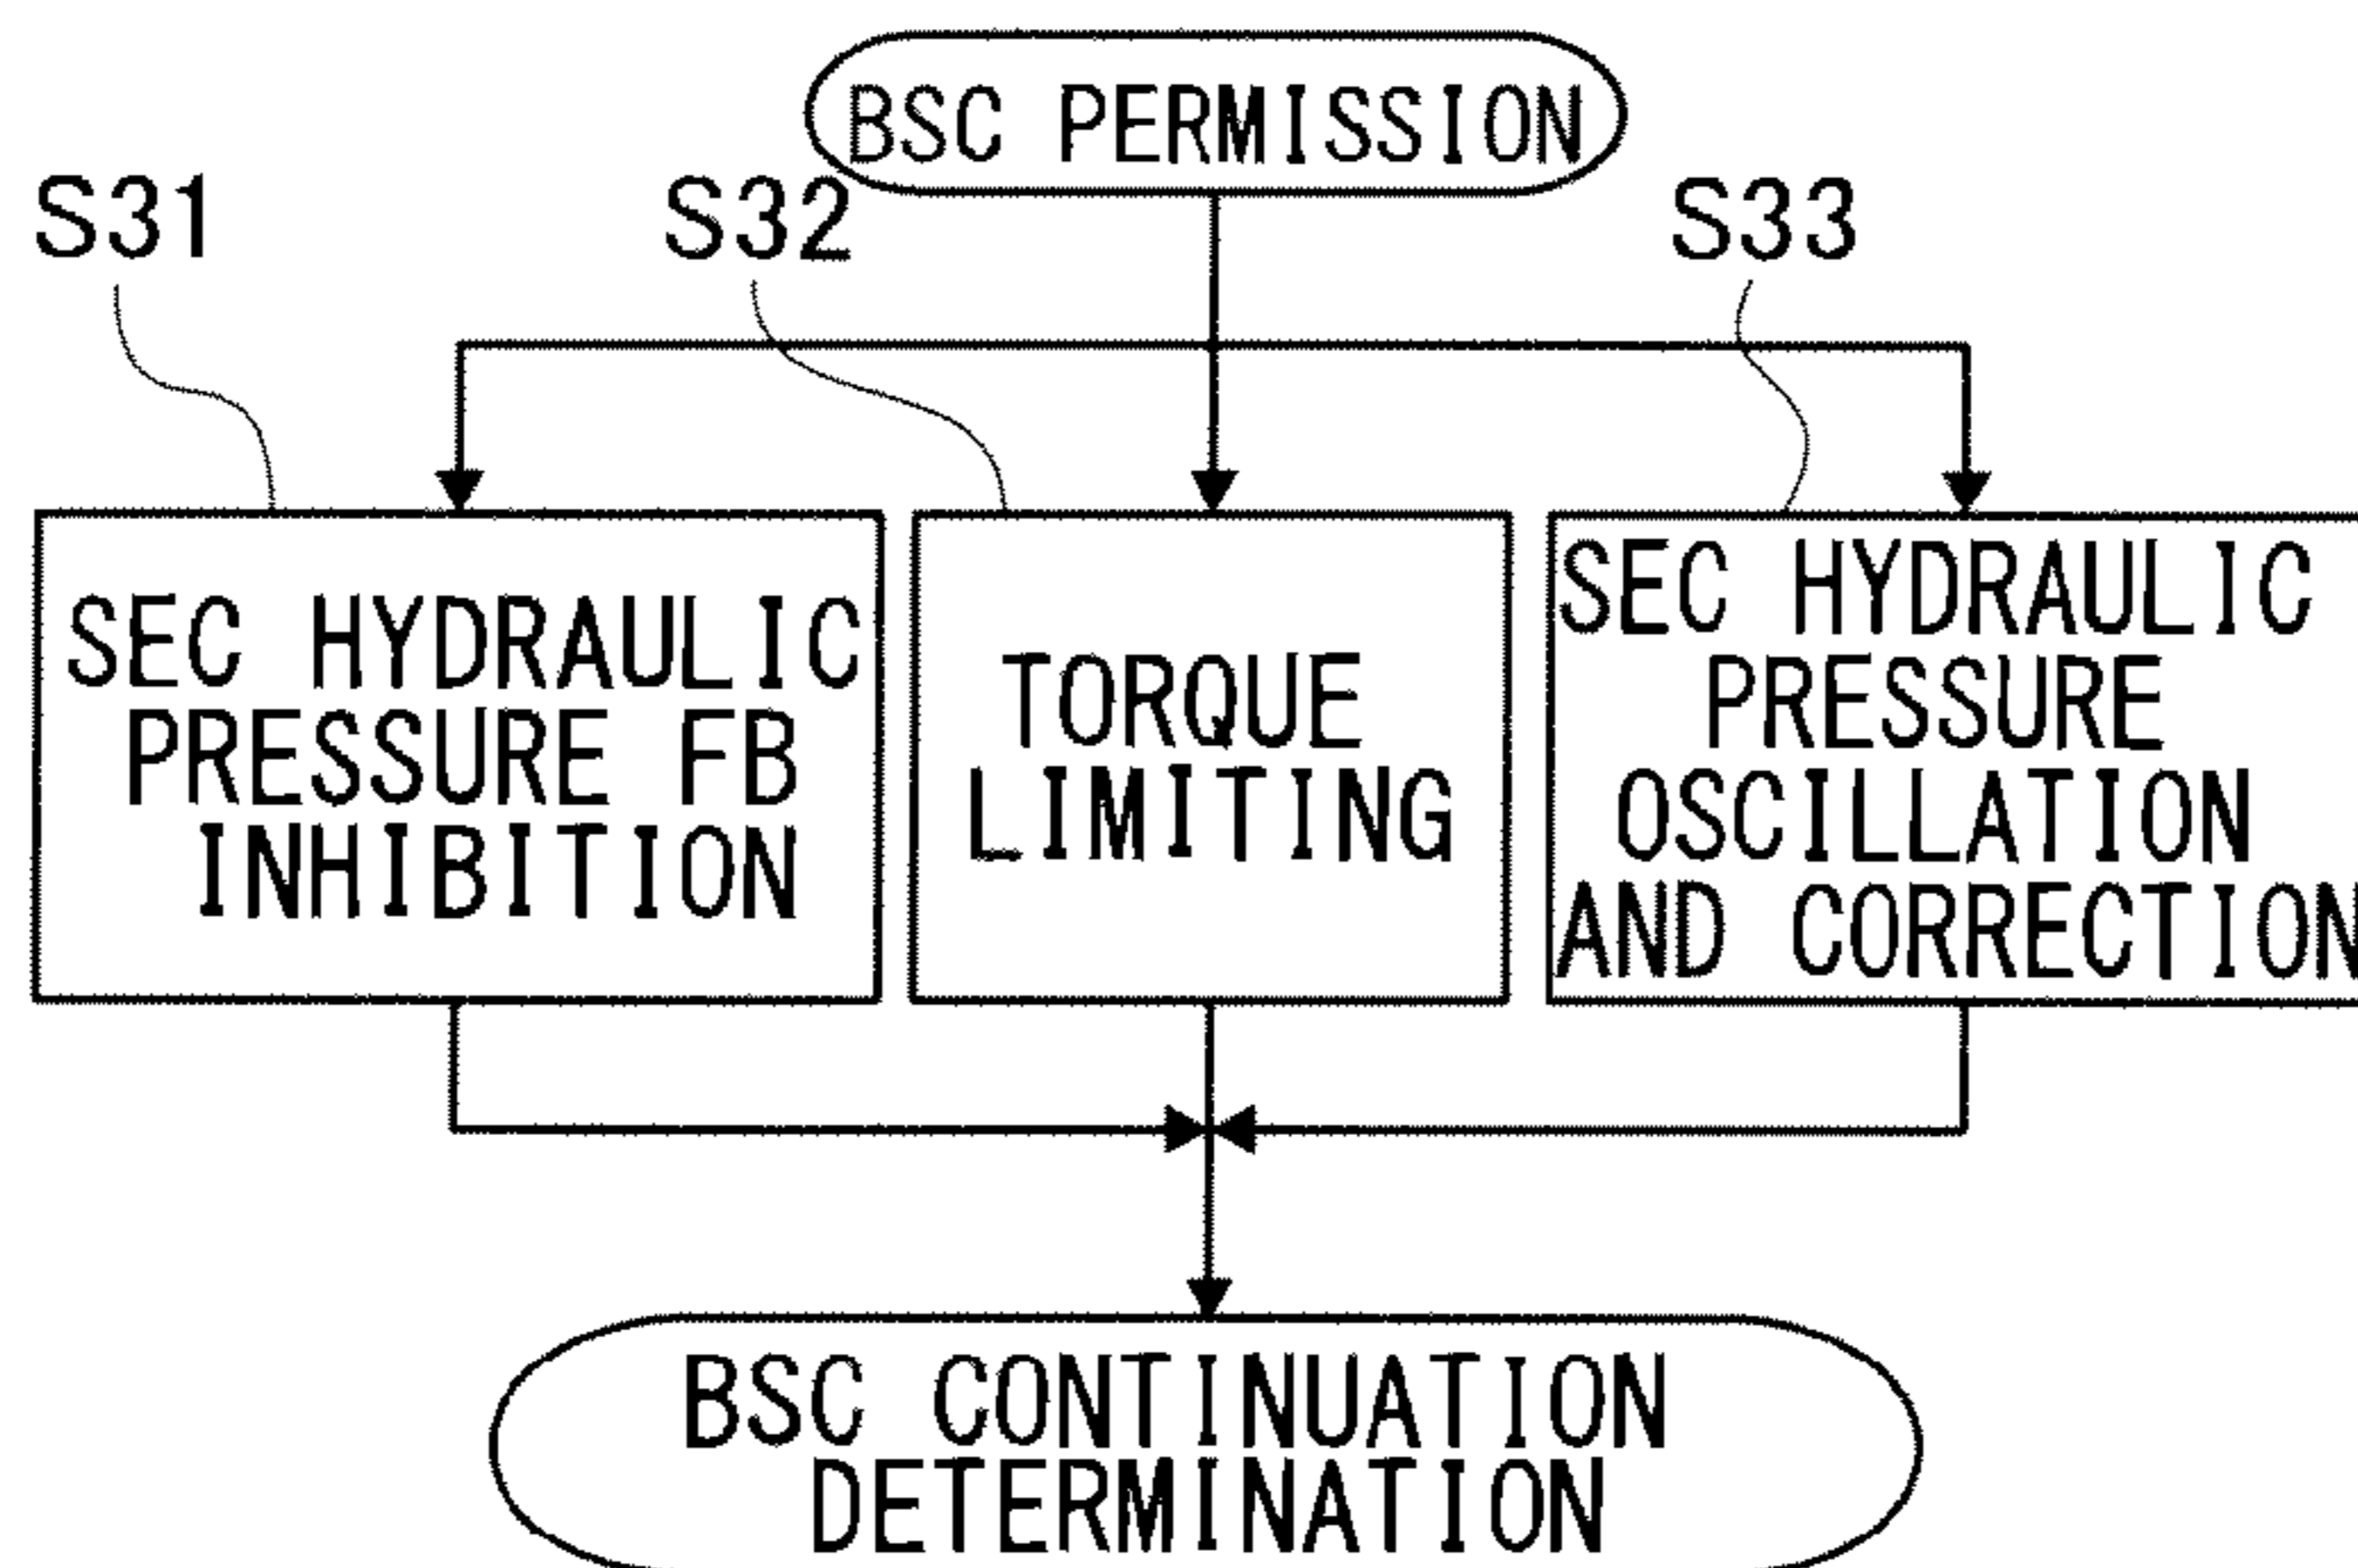 BSC PERMISSION
S31
S32
S33
SEC HYDRAULIC
PRESSURE FB
INHIBITION
TORQUE
LIMITING
SEC HYDRAULIC
PRESSURE
OSCILLATION
AND CORRECTION
BSC CONTINUATION
DETERMINATION